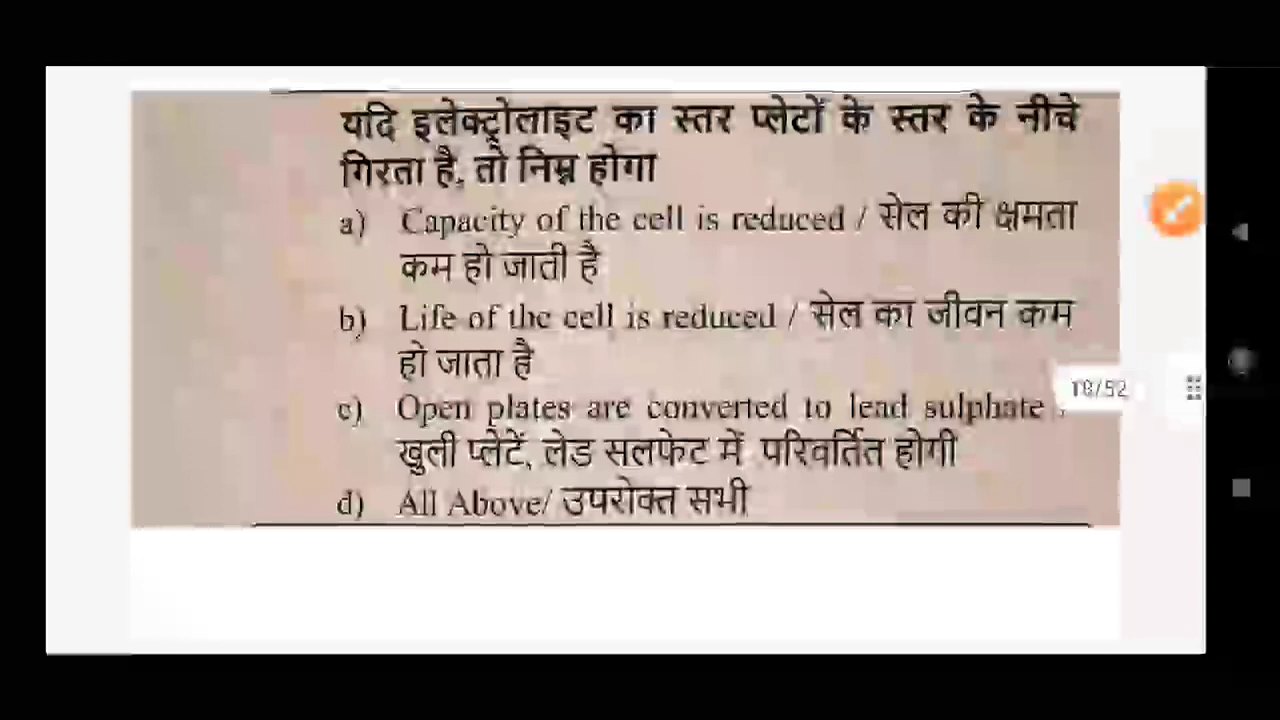 यदि इलेक्ट्रोलाइट का स्तर प्लेटों के स्तर के नीचे
गिरता है, तो निम्न होगा
a) Capacity of the cell is reduced / सेल की क्षमता
कम हो जाती है
b) Life of the cell is reduced / सेल का जीवन कम
हो जाता है
c) Open plates are converted to lead sulphate /
18/52
खुली प्लेटें, लेड सलफेट में परिवर्तित होगी
d) All Above/ उपरोक्त सभी